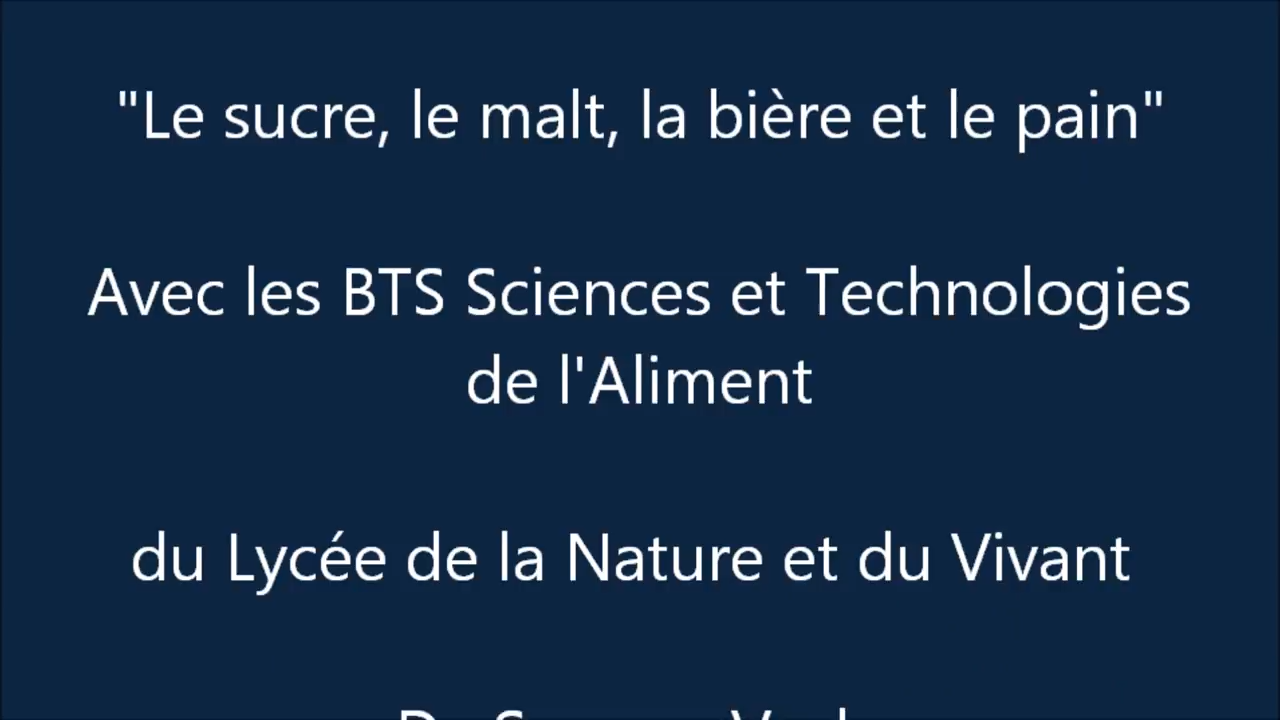 "Le sucre, le malt, la bière et le pain"
Avec les BTS Sciences et Technologies
de l'Aliment
du Lycée de la Nature et du Vivant